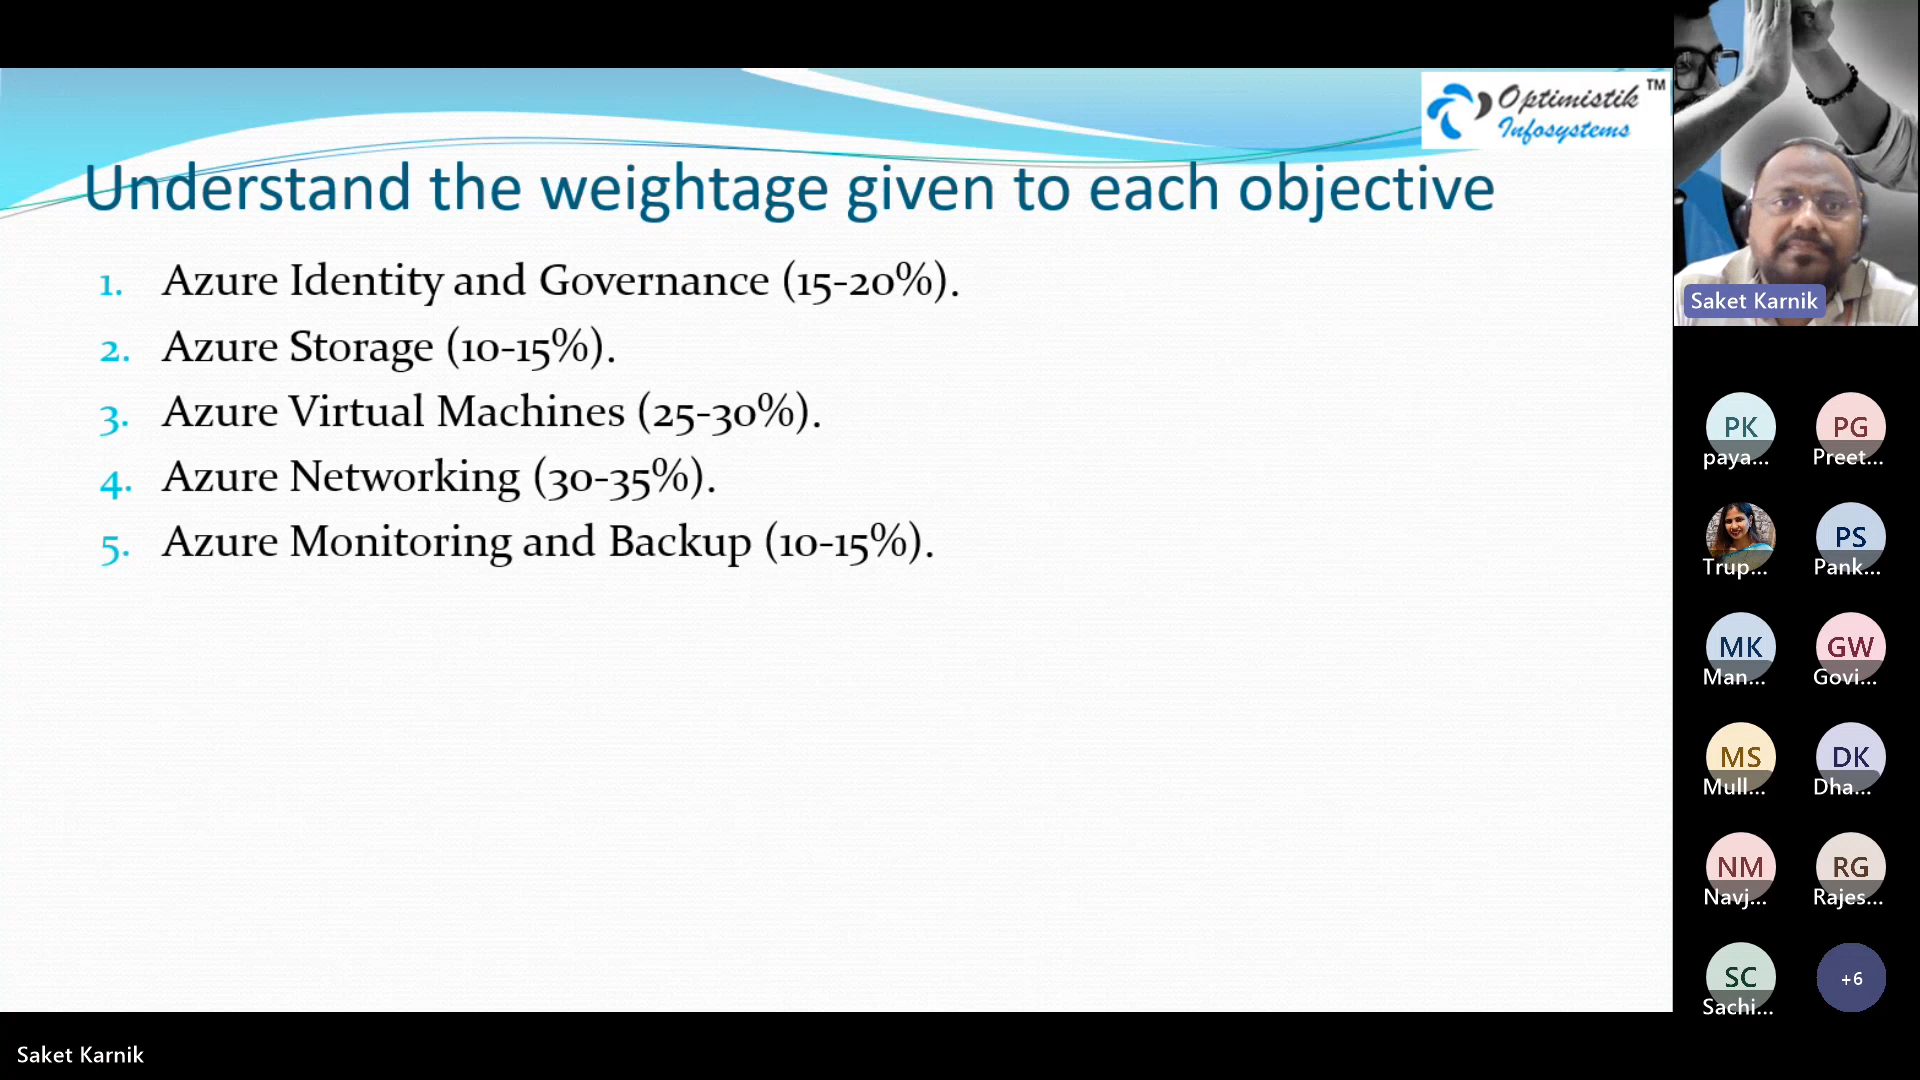 Optimistik TM
Infosystems
Understand the weightage given to each objective
1. Azure Identity and Governance (15-20%).
2. Azure Storage (10-15%).
3. Azure Virtual Machines (25-30%).
4. Azure Networking (30-35%).
5. Azure Monitoring and Backup (10-15%).
Saket Karnik
PK PG
paya... Preet...
PS
Trup... Pank...
MK GW
Man... Govi...
MS DK
Mull... Dha...
NM RG
Navj... Rajes...
SC +6
Sachi...
Saket Karnik